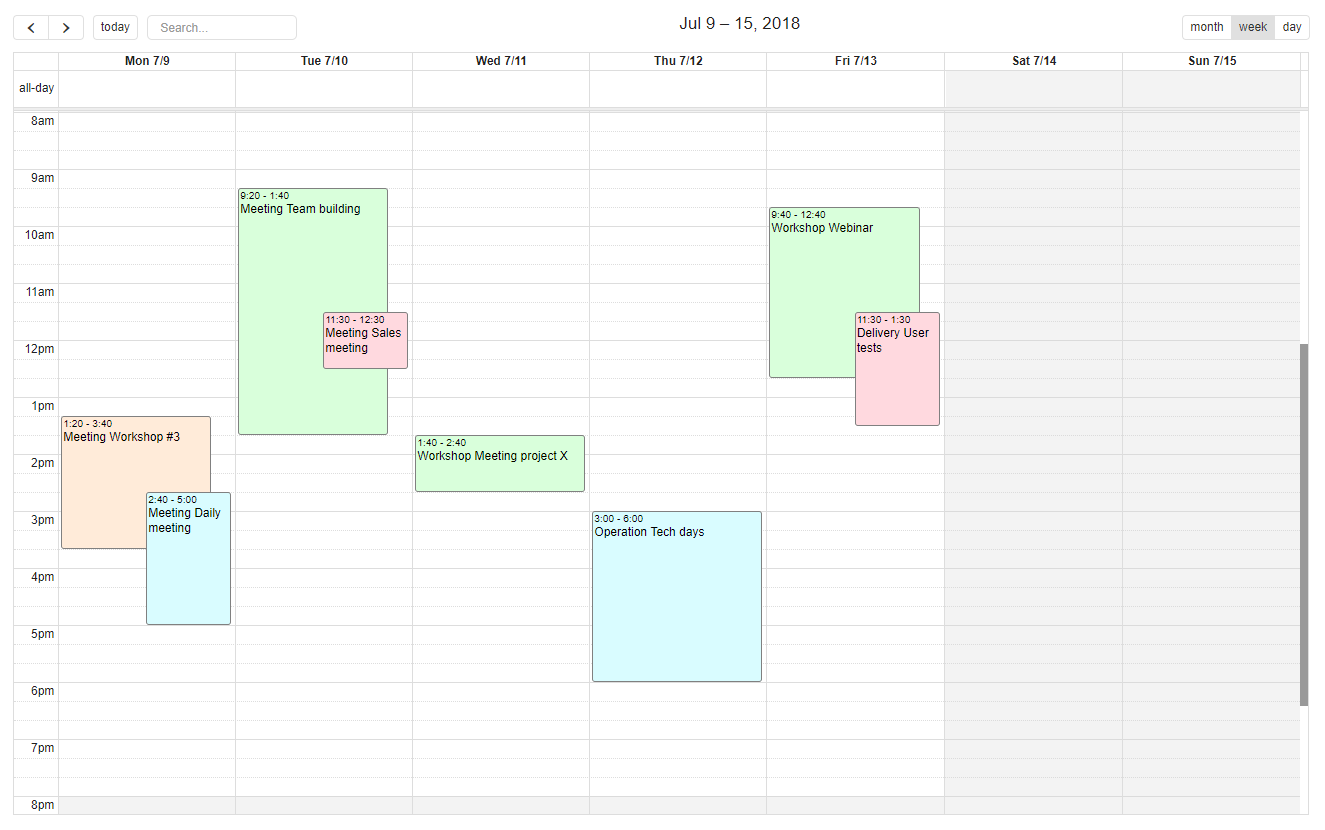 today
Search...
Jul 9 – 15, 2018
month
week
day
Mon 7/9
Tue 7/10
Wed 7/11
Thu 7/12
Fri 7/13
Sat 7/14
Sun 7/15
all-day
8am
9am
10am
11am
12pm
1pm
2pm
3pm
4pm
5pm
6pm
7pm
8pm
1:20 - 3:40
Meeting Workshop #3
2:40 - 5:00
Meeting Daily
meeting
9:20 - 1:40
Meeting Team building
11:30 - 12:30
Meeting Sales
meeting
1:40 - 2:40
Workshop Meeting project X
3:00 - 6:00
Operation Tech days
9:40 - 12:40
Workshop Webinar
11:30 - 1:30
Delivery User
tests